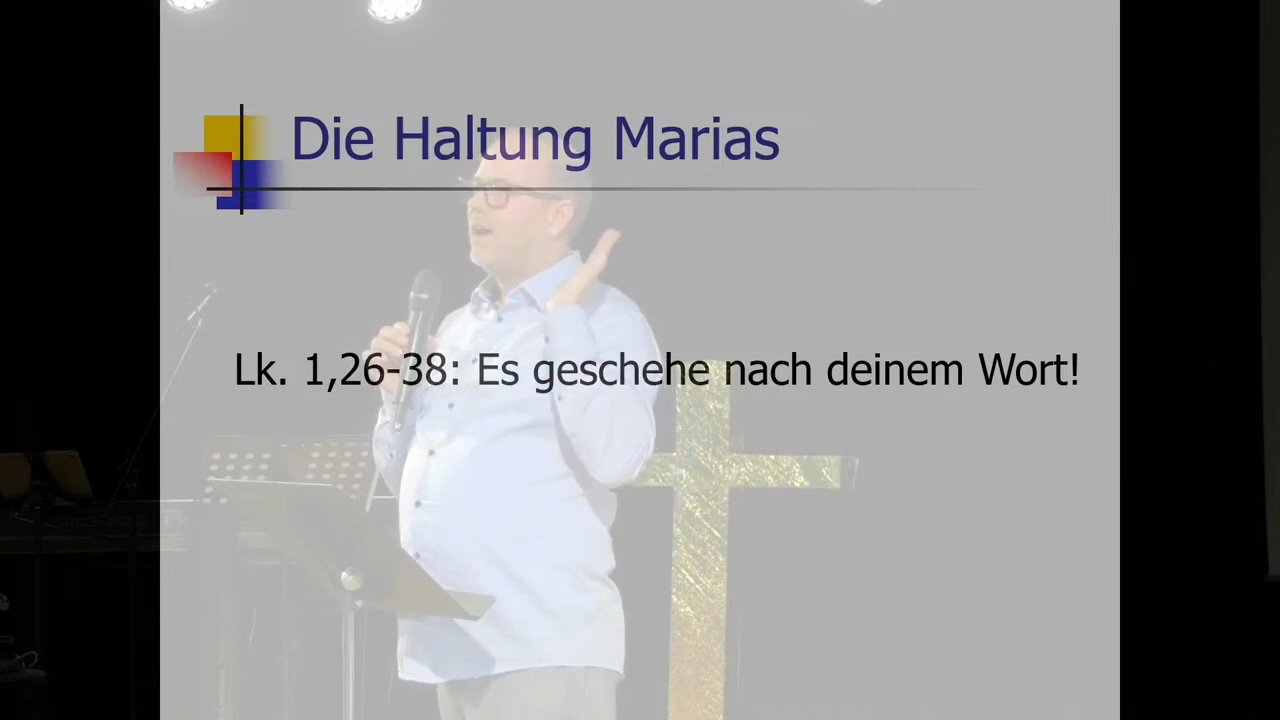 Die Haltung Marias
Lk. 1,26-38: Es geschehe nach deinem Wort!